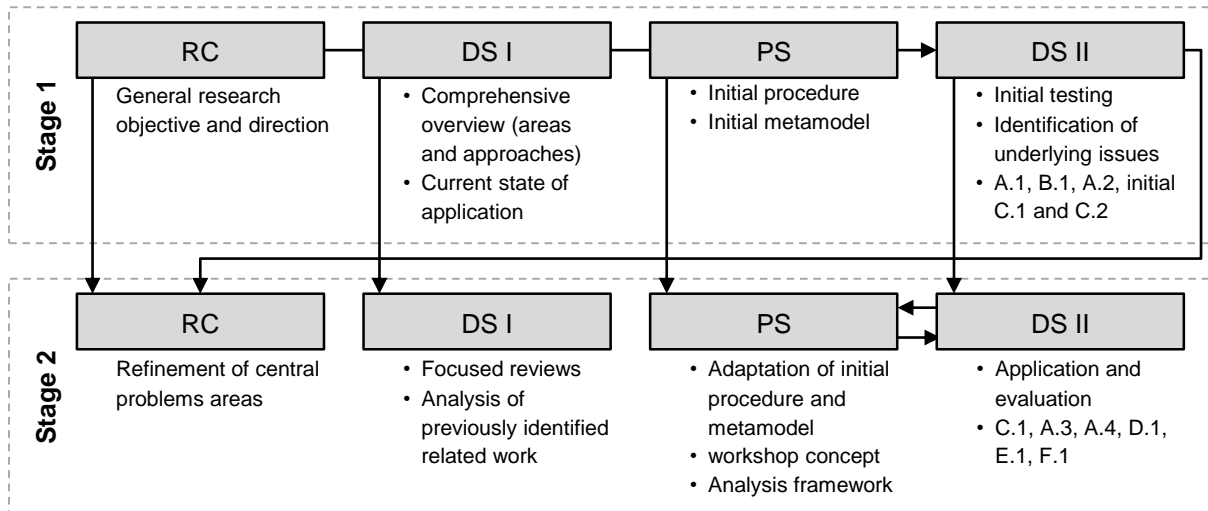 Stage 1
RC
General research
objective and direction
DS I
• Comprehensive
overview (areas
and approaches)
• Current state of
application
PS
• Initial procedure
• Initial metamodel
DS II
• Initial testing
• Identification of
underlying issues
• A.1, B.1, A.2, initial
C.1 and C.2
Stage 2
RC
Refinement of central
problems areas
DS I
• Focused reviews
• Analysis of
previously identified
related work
PS
• Adaptation of initial
procedure and
metamodel
• workshop concept
• Analysis framework
DS II
• Application and
evaluation
• C.1, A.3, A.4, D.1,
E.1, F.1